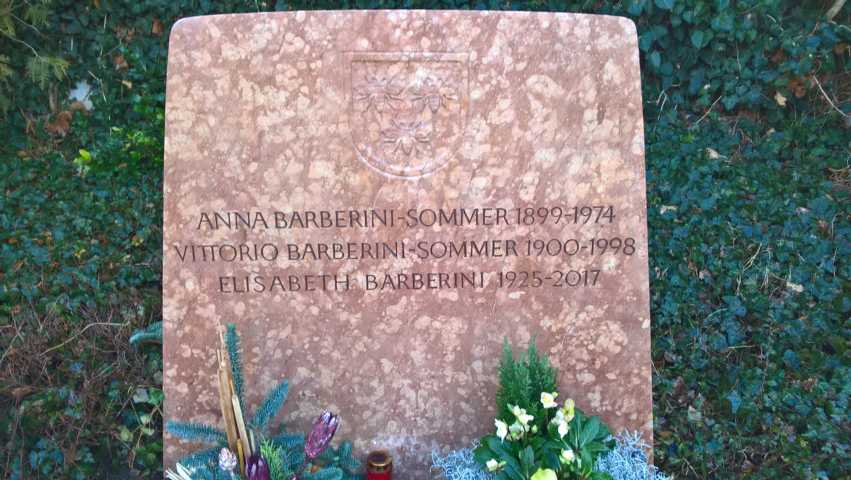 ANNA BARBERINI-SOMMER 1899-1974
VITTORIO BARBERINI-SOMMER 1900-1998
ELISABETH BARBERINI 1925-2017